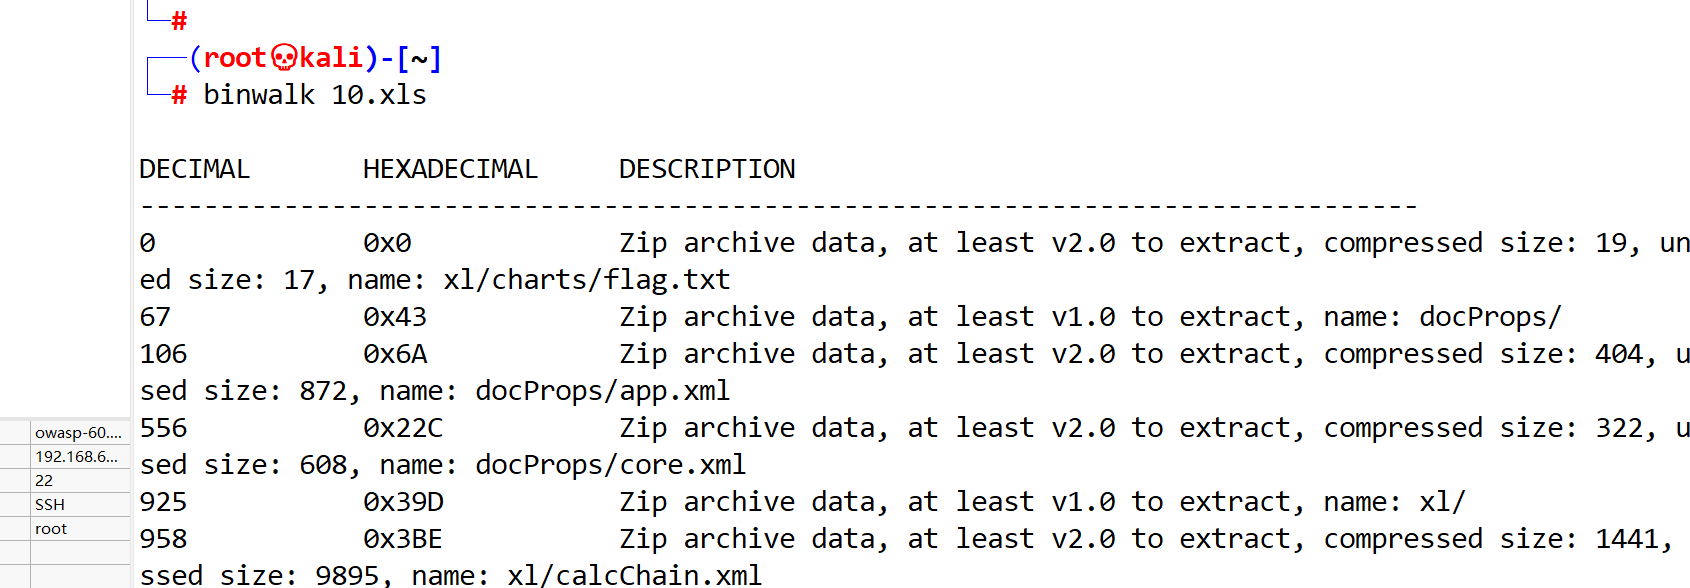 #
(root💀kali)-[~]
# binwalk 10.xls
DECIMAL HEXADECIMAL DESCRIPTION
--------------------------------------------------------------------------------
0 0x0 Zip archive data, at least v2.0 to extract, compressed size: 19, un
ed size: 17, name: xl/charts/flag.txt
67 0x43 Zip archive data, at least v1.0 to extract, name: docProps/
106 0x6A Zip archive data, at least v2.0 to extract, compressed size: 404, u
sed size: 872, name: docProps/app.xml
556 0x22C Zip archive data, at least v2.0 to extract, compressed size: 322, u
sed size: 608, name: docProps/core.xml
925 0x39D Zip archive data, at least v1.0 to extract, name: xl/
958 0x3BE Zip archive data, at least v2.0 to extract, compressed size: 1441,
ssed size: 9895, name: xl/calcChain.xml
owasp-60....
192.168.6...
22
SSH
root